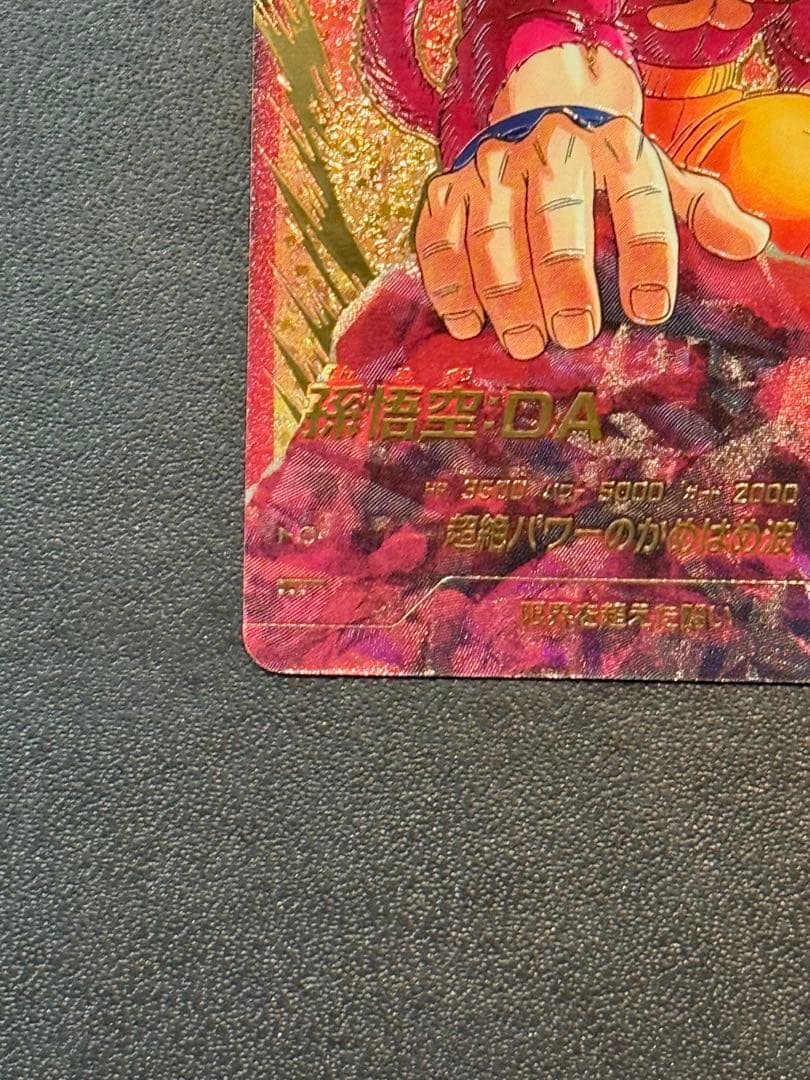 孫悟空:DA
HP 3500 パワー 5000 ガード 2000
超絶パワーのかめはめ波
限界を超えた闘い